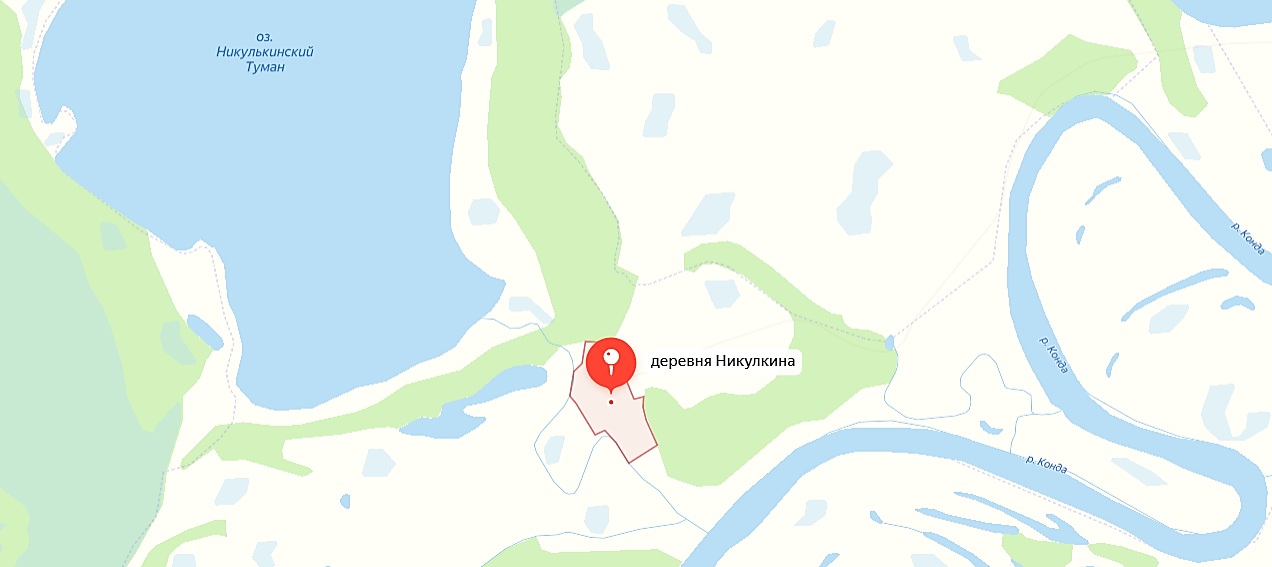 оз.
Никулькинский
Туман
р. Конда
деревня Никулкина
р. Конда
р. Конда